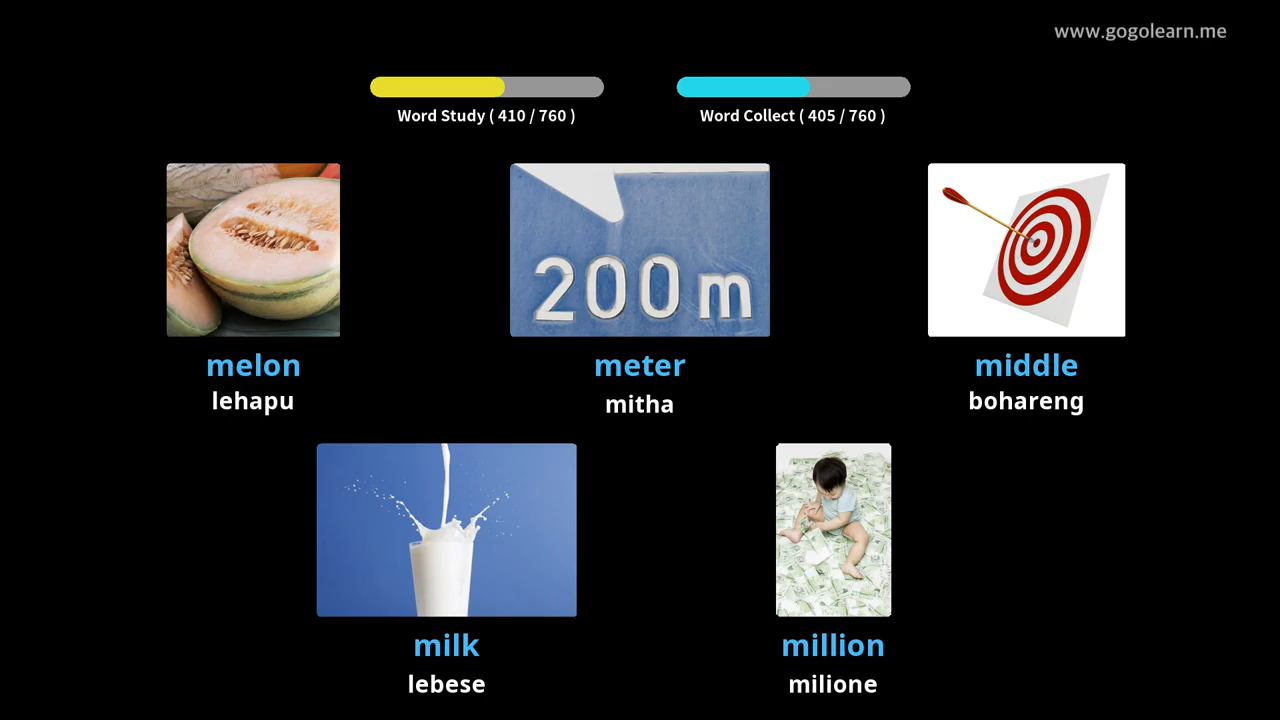 www.gogolearn.me
Word Study ( 410 / 760 )
Word Collect ( 405 / 760 )
200 m
melon
lehapu
meter
mitha
middle
bohareng
milk
lebese
million
milione